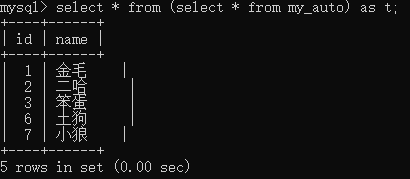 mysql> select * from (select * from my_auto) as t;
+----+------+
| id | name |
+----+------+
| 1 | 金毛 |
| 2 | 二哈 |
| 3 | 笨蛋 |
| 6 | 土狗 |
| 7 | 小狼 |
+----+------+
5 rows in set (0.00 sec)